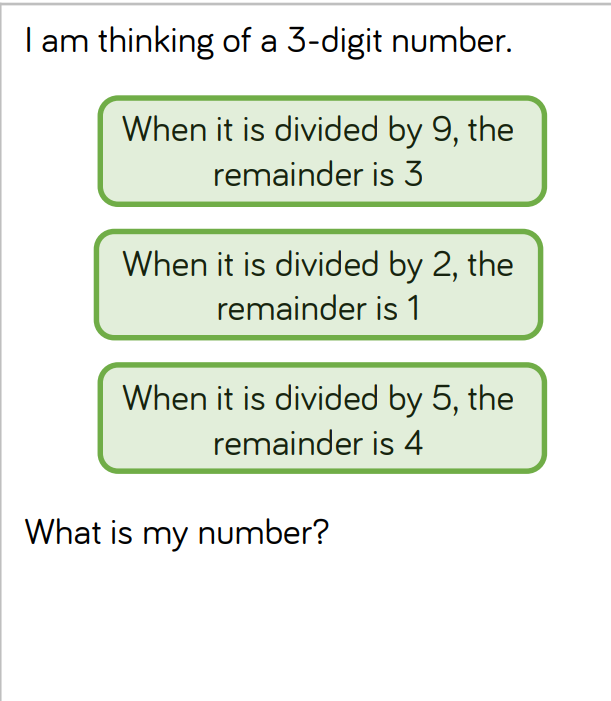 I am thinking of a 3-digit number.
When it is divided by 9, the
remainder is 3
When it is divided by 2, the
remainder is 1
When it is divided by 5, the
remainder is 4
What is my number?